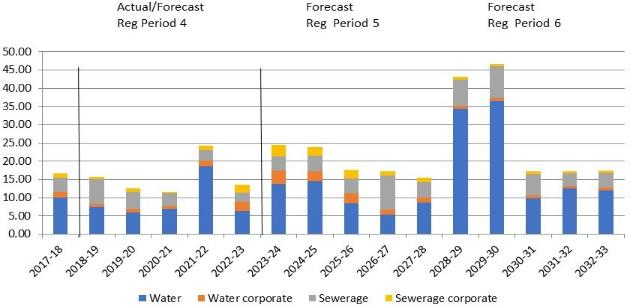 Actual/Forecast Forecast Forecast
Reg Period 4 Reg Period 5 Reg Period 6
50.00
45.00
40.00
35.00
30.00
25.00
20.00
15.00
10.00
5.00
0.00
2017-18 2018-19 2019-20 2020-21 2021-22 2022-23 2023-24 2024-25 2025-26 2026-27 2027-28 2028-29 2029-30 2030-31 2031-32 2032-33
Water Water corporate Sewerage Sewerage corporate